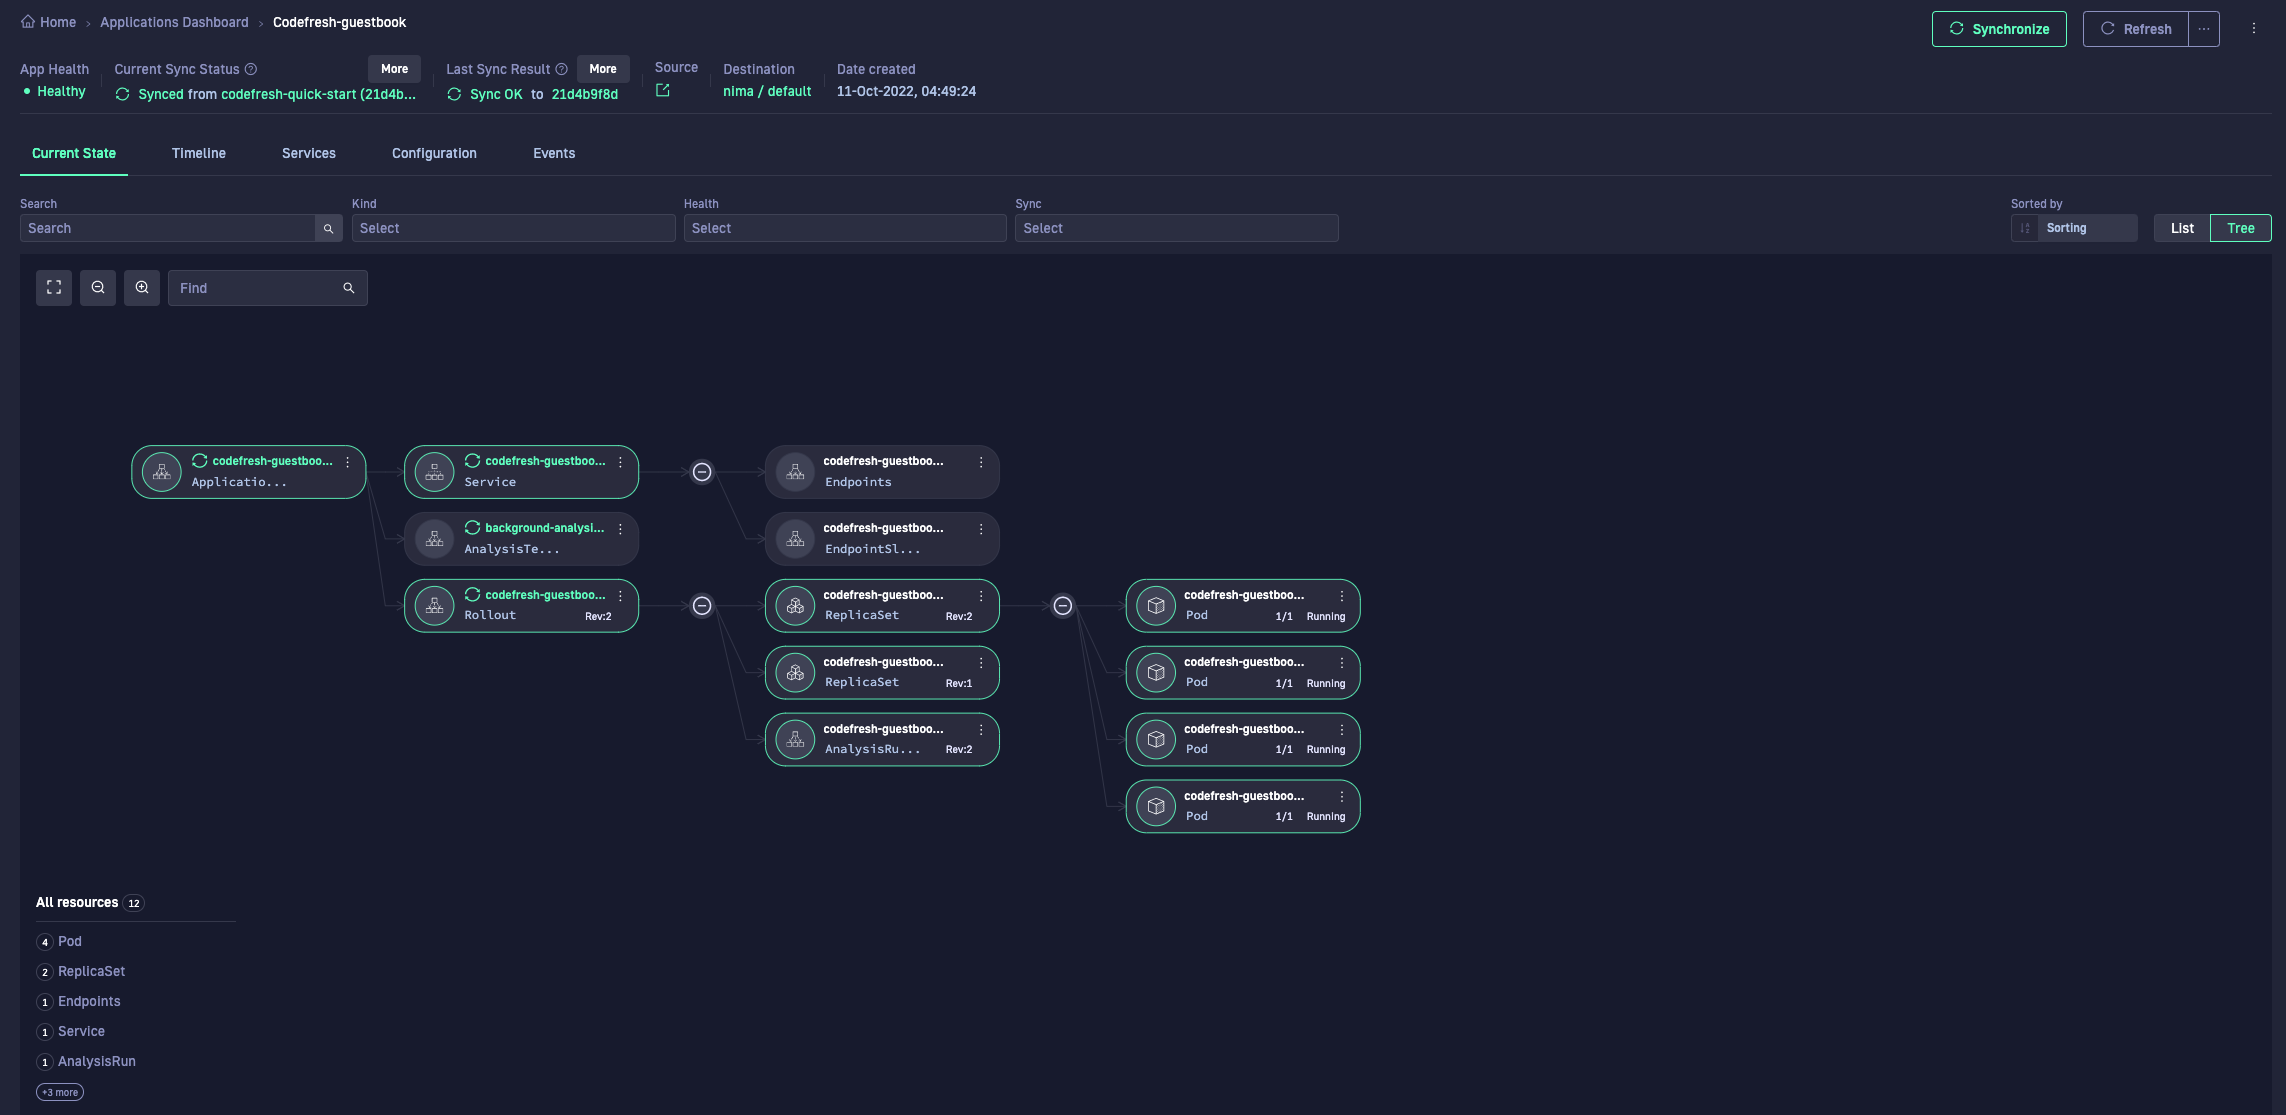 Home › Applications Dashboard › Codefresh-guestbook
Synchronize
Refresh
App Health
Healthy
Current Sync Status
More
Synced from codefresh-quick-start (21d4b...
Last Sync Result
More
Sync OK to 21d4b9f8d
Source
Destination
nima / default
Date created
11-Oct-2022, 04:49:24
Current State
Timeline
Services
Configuration
Events
Search
Search
Kind
Select
Health
Select
Sync
Select
Sorted by
Sorting
List
Tree
Find
codefresh-guestboo...
Applicatio...
codefresh-guestboo...
Service
codefresh-guestboo...
Endpoints
background-analysi...
AnalysisTe...
codefresh-guestboo...
EndpointSl...
codefresh-guestboo...
Rollout Rev:2
codefresh-guestboo...
ReplicaSet Rev:2
codefresh-guestboo...
Pod 1/1 Running
codefresh-guestboo...
ReplicaSet Rev:1
codefresh-guestboo...
Pod 1/1 Running
codefresh-guestboo...
AnalysisRu... Rev:2
codefresh-guestboo...
Pod 1/1 Running
codefresh-guestboo...
Pod 1/1 Running
All resources 12
4 Pod
2 ReplicaSet
1 Endpoints
1 Service
1 AnalysisRun
+3 more